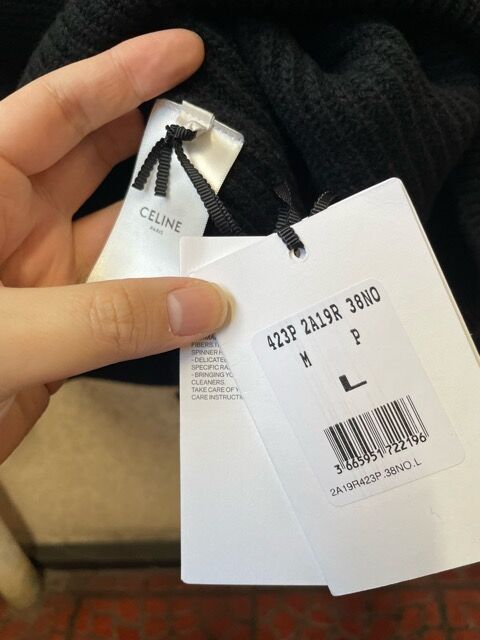 CELINE
PARIS
FIBERS.
SPINNER
- DELICATE
SPECIFIC
- BRINGING
CLEANERS.
TAKE CARE OF
CARE
423P 2A19R 38NO
M P
L
3 665951 722196
2A19R423P.38NO.L